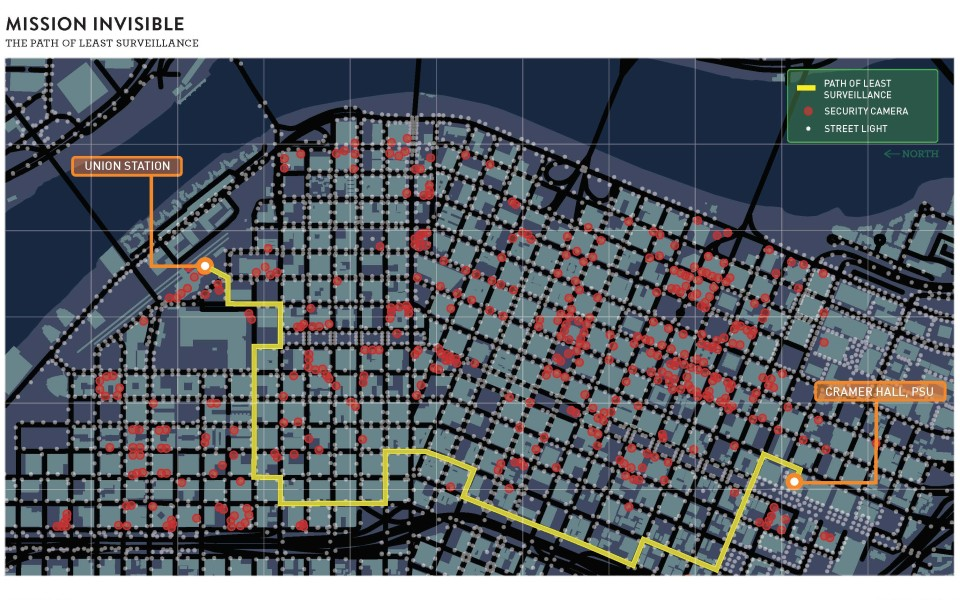 MISSION INVISIBLE
THE PATH OF LEAST SURVEILLANCE
PATH OF LEAST
SURVEILLANCE
SECURITY CAMERA
STREET LIGHT
NORTH
UNION STATION
CRAMER HALL, PSU